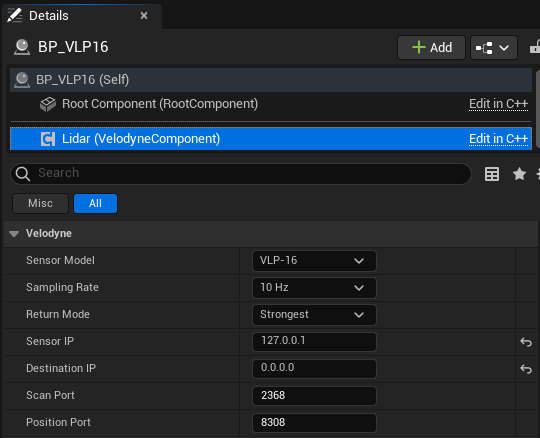 Details
BP_VLP16
Add
BP_VLP16 (Self)
Root Component (RootComponent) Edit in C++
Lidar (VelodyneComponent) Edit in C++
Search
Misc All
Velodyne
Sensor Model VLP-16
Sampling Rate 10 Hz
Return Mode Strongest
Sensor IP 127.0.0.1
Destination IP 0.0.0.0
Scan Port 2368
Position Port 8308